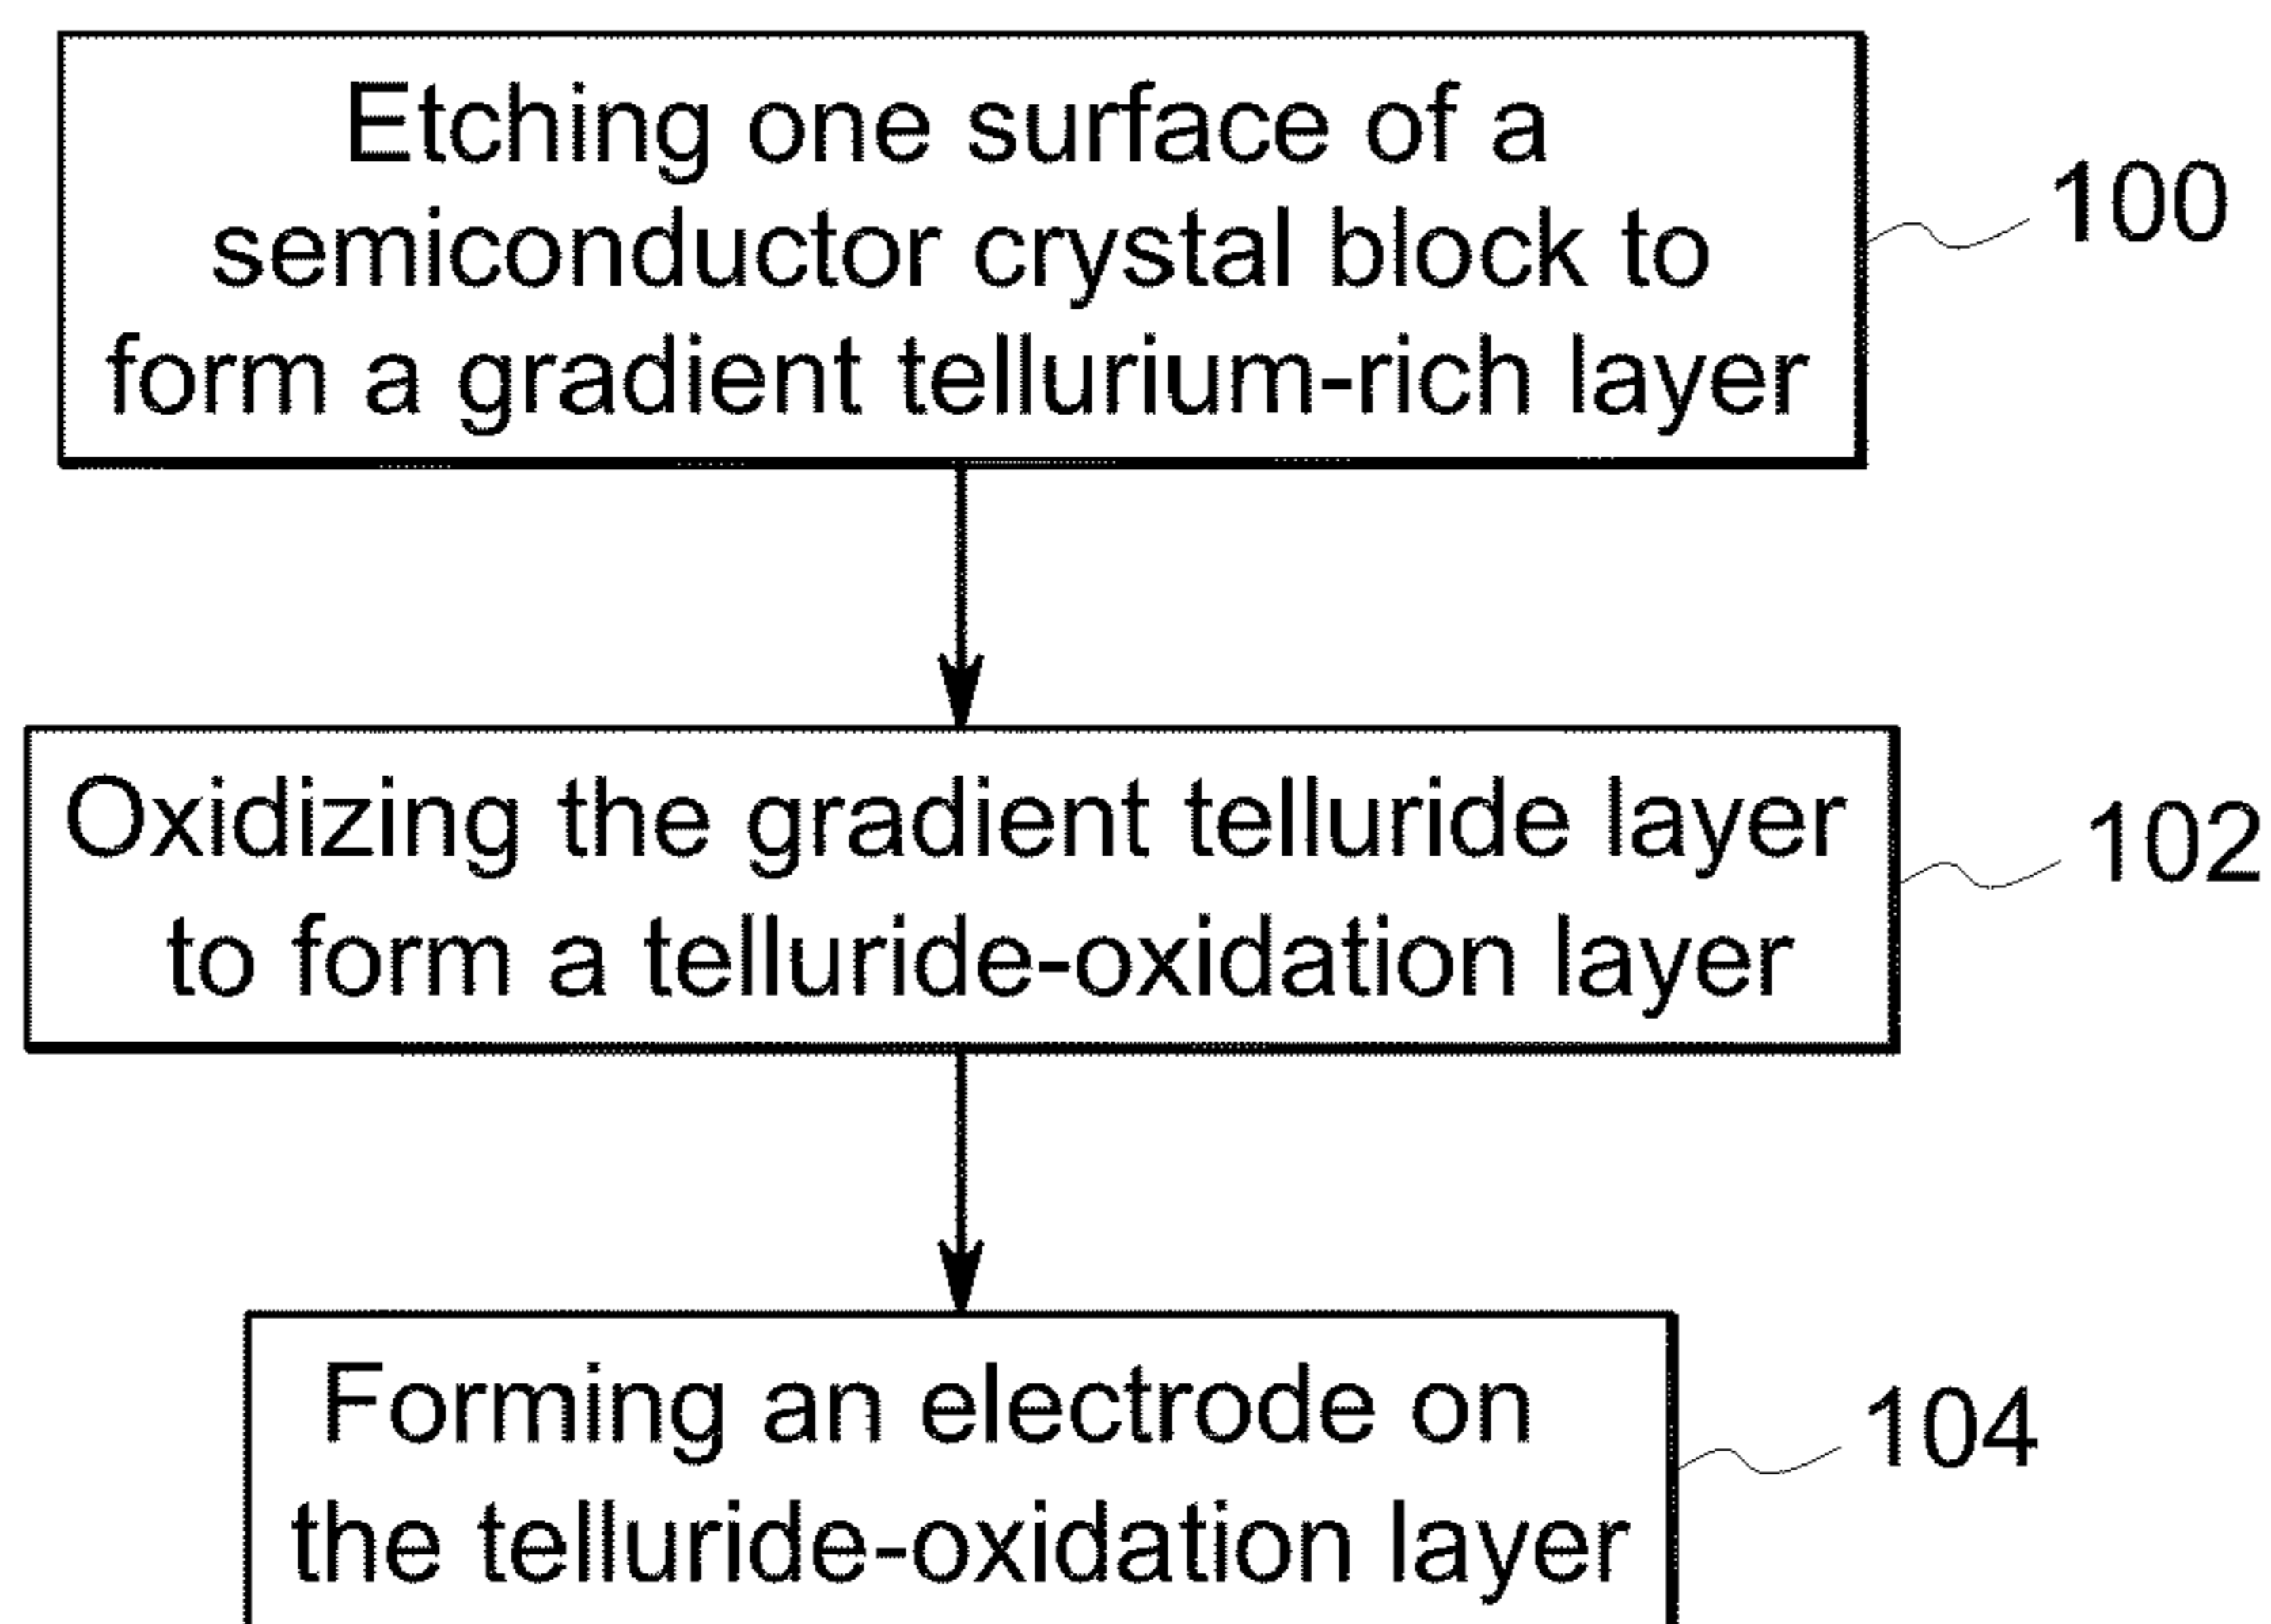 Etching one surface of a
semiconductor crystal block to
form a gradient tellurium-rich layer
100
Oxidizing the gradient telluride layer
to form a telluride-oxidation layer
102
Forming an electrode on
the telluride-oxidation layer
104